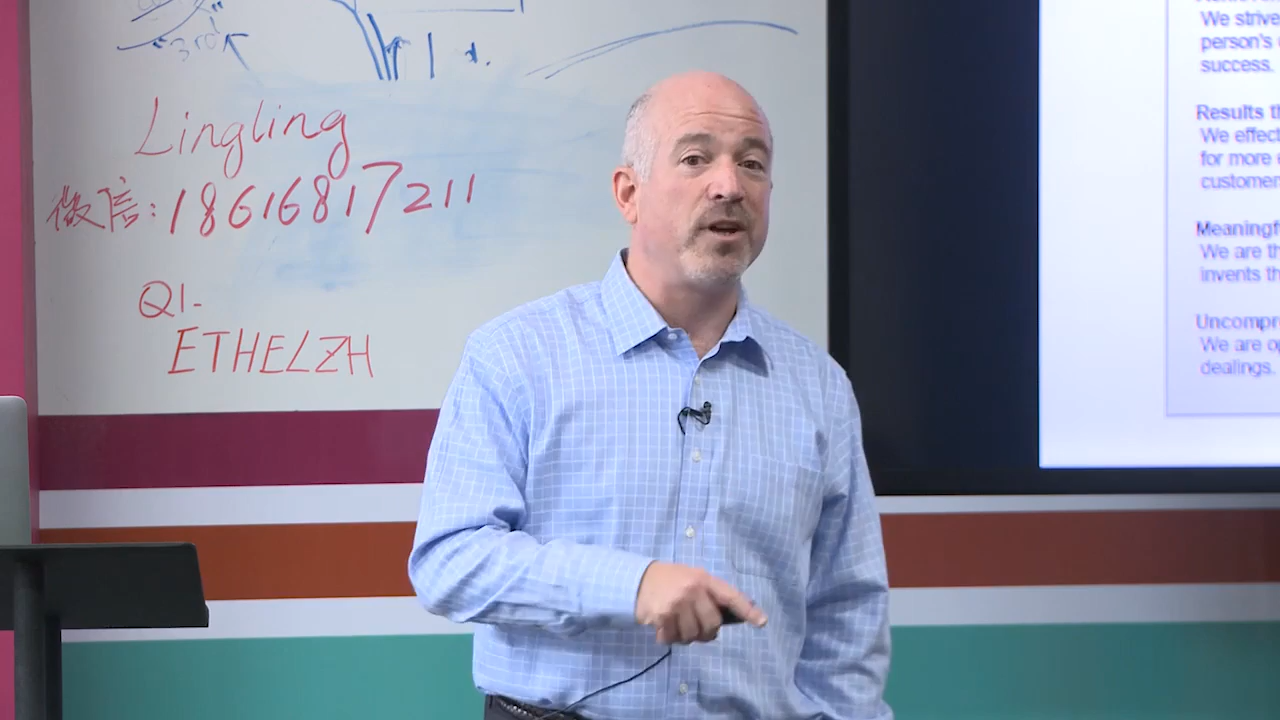 3rd
Lingling
微信:18616817211
Q1-
ETHELZH
We strive
person's
success.
Results
We effect
for more
customer
Meaningf
We are th
invents th
Uncompr
We are op
dealings.